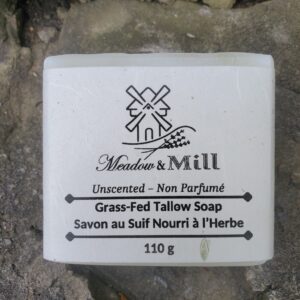 Meadow & Mill
Unscented – Non Parfumé
Grass-Fed Tallow Soap
Savon au Suif Nourri à l'Herbe
110 g